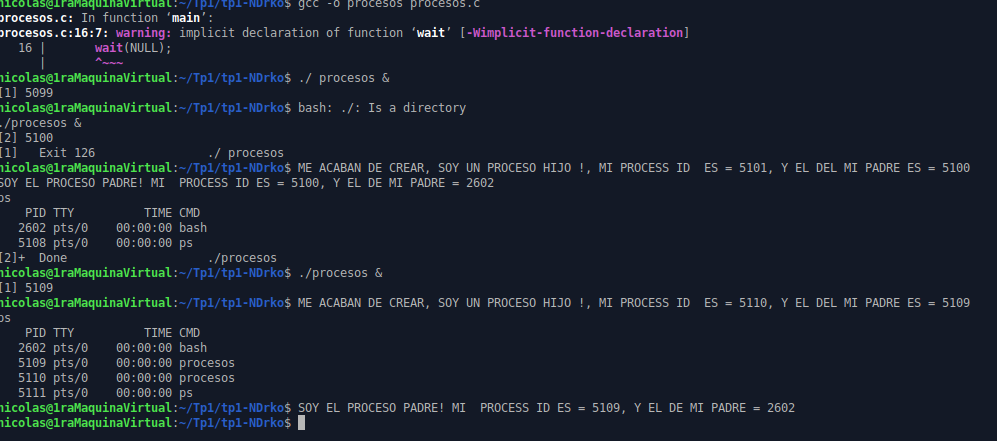 nicolas@1raMaquinaVirtual:~/Tp1/tp1-NDrko$ gcc -o procesos procesos.c
procesos.c: In function ‘main’:
procesos.c:16:7: warning: implicit declaration of function ‘wait’ [-Wimplicit-function-declaration]
   16 |       wait(NULL);
      |       ^~~~
nicolas@1raMaquinaVirtual:~/Tp1/tp1-NDrko$ ./ procesos &
[1] 5099
nicolas@1raMaquinaVirtual:~/Tp1/tp1-NDrko$ bash: ./: Is a directory
./procesos &
[2] 5100
[1]   Exit 126                ./ procesos
nicolas@1raMaquinaVirtual:~/Tp1/tp1-NDrko$ ME ACABAN DE CREAR, SOY UN PROCESO HIJO !, MI PROCESS ID  ES = 5101, Y EL DEL MI PADRE ES = 5100
SOY EL PROCESO PADRE! MI  PROCESS ID ES = 5100, Y EL DE MI PADRE = 2602
ps
    PID TTY          TIME CMD
   2602 pts/0    00:00:00 bash
   5108 pts/0    00:00:00 ps
[2]+  Done                    ./procesos
nicolas@1raMaquinaVirtual:~/Tp1/tp1-NDrko$ ./procesos &
[1] 5109
nicolas@1raMaquinaVirtual:~/Tp1/tp1-NDrko$ ME ACABAN DE CREAR, SOY UN PROCESO HIJO !, MI PROCESS ID  ES = 5110, Y EL DEL MI PADRE ES = 5109
ps
    PID TTY          TIME CMD
   2602 pts/0    00:00:00 bash
   5109 pts/0    00:00:00 procesos
   5110 pts/0    00:00:00 procesos
   5111 pts/0    00:00:00 ps
nicolas@1raMaquinaVirtual:~/Tp1/tp1-NDrko$ SOY EL PROCESO PADRE! MI  PROCESS ID ES = 5109, Y EL DE MI PADRE = 2602
nicolas@1raMaquinaVirtual:~/Tp1/tp1-NDrko$